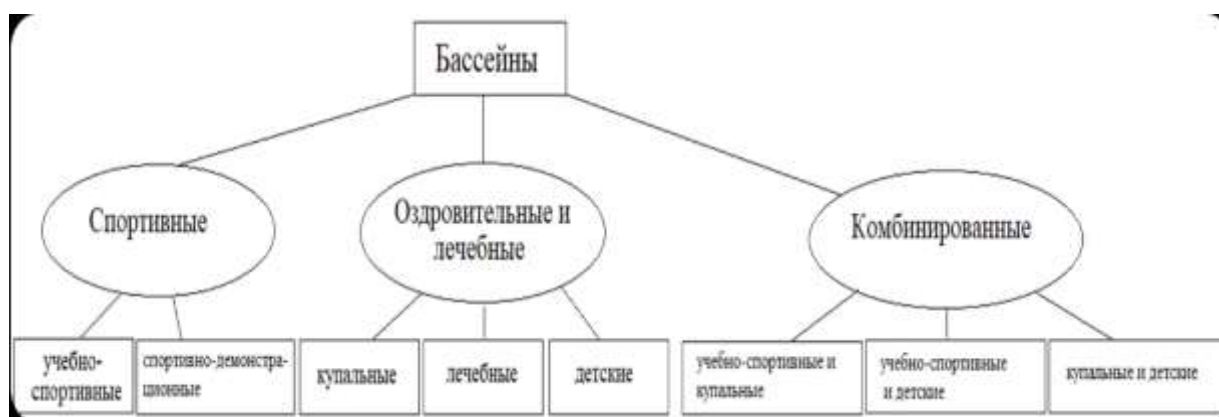 Бассейны
Спортивные
Оздровительные и
лечебные
Комбинированные
учебно-
спортивные
спортивно-демонстра-
ционные
купальные
лечебные
детские
учебно-спортивные и
купальные
учебно-спортивные
и детские
купальные и детские